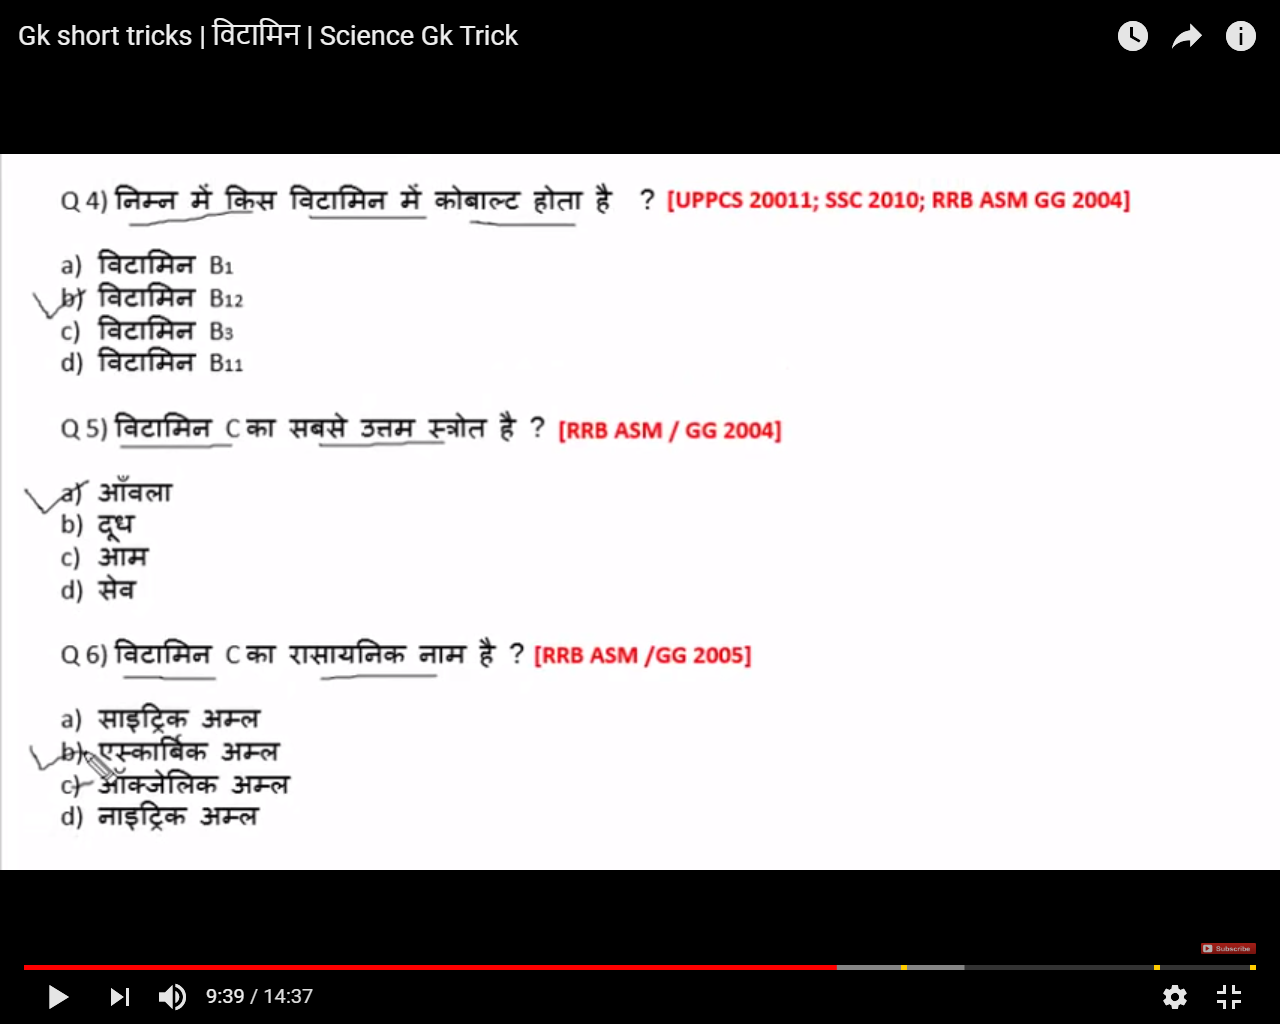 Gk short tricks | विटामिन | Science Gk Trick
Q 4) निम्न में किस विटामिन में कोबाल्ट होता है ? [UPPCS 20011; SSC 2010; RRB ASM GG 2004]
a) विटामिन B1
b) विटामिन B12
c) विटामिन B3
d) विटामिन B11
Q 5) विटामिन C का सबसे उत्तम स्त्रोत है ? [RRB ASM / GG 2004]
a) आँवला
b) दूध
c) आम
d) सेव
Q 6) विटामिन C का रासायनिक नाम है ? [RRB ASM /GG 2005]
a) साइट्रिक अम्ल
b) एस्कार्बिक अम्ल
c) ऑक्जेलिक अम्ल
d) नाइट्रिक अम्ल
Subscribe
9:39 / 14:37